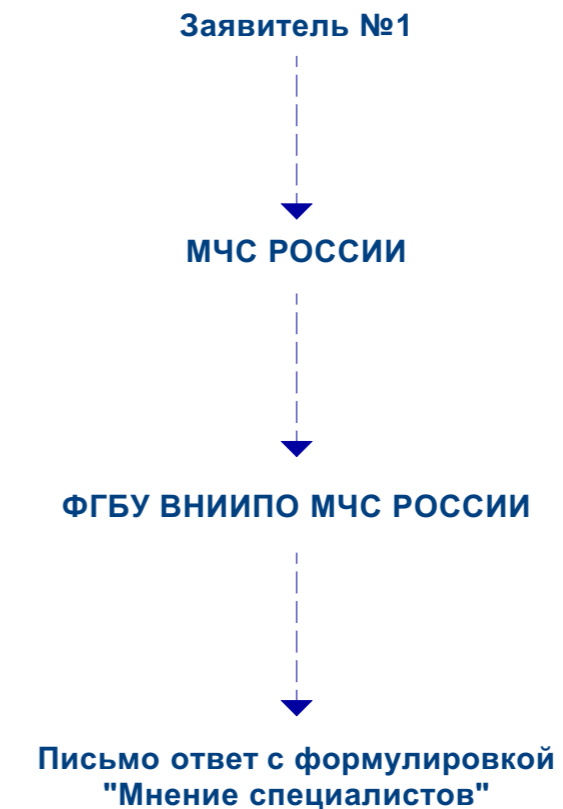 Заявитель №1
МЧС РОССИИ
ФГБУ ВНИИПО МЧС РОССИИ
Письмо ответ с формулировкой
"Мнение специалистов"